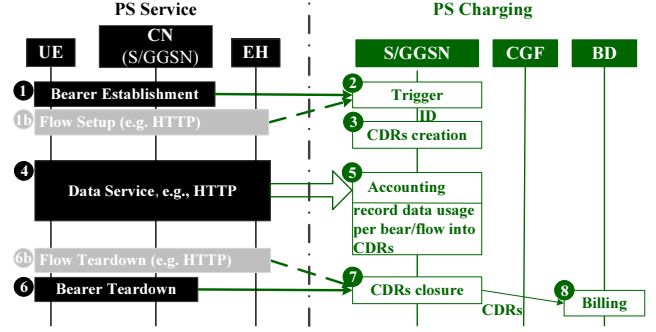 PS Service
PS Charging
UE
CN
(S/GGSN)
EH
S/GGSN
CGF
BD
1 Bearer Establishment
2 Trigger
1b Flow Setup (e.g. HTTP)
ID
3 CDRs creation
4 Data Service, e.g., HTTP
5 Accounting
record data usage
per bear/flow into
CDRs
6b Flow Teardown (e.g. HTTP)
6 Bearer Teardown
7 CDRs closure
CDRs
8 Billing